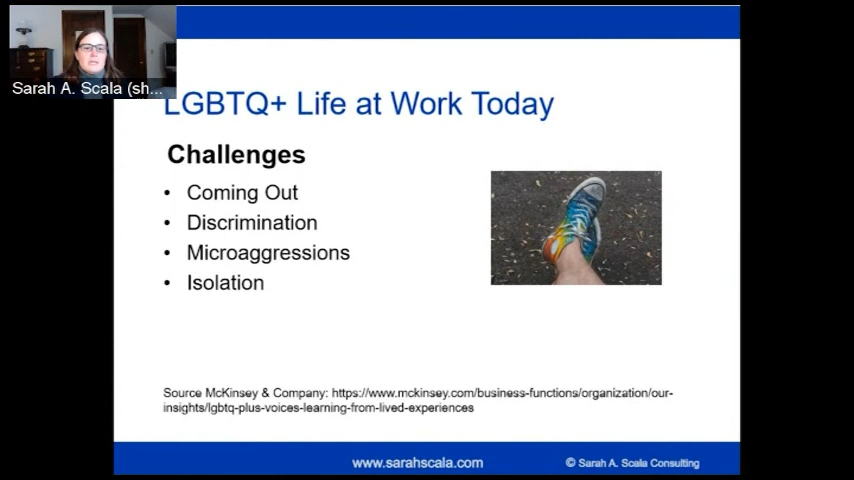 Sarah A. Scala (sh...
LGBTQ+ Life at Work Today
Challenges
• Coming Out
• Discrimination
• Microaggressions
• Isolation
Source McKinsey & Company: https://www.mckinsey.com/business-functions/organization/our-
insights/lgbtq-plus-voices-learning-from-lived-experiences
www.sarahscala.com
© Sarah A. Scala Consulting